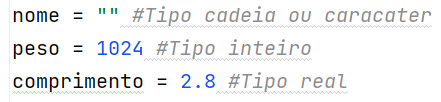 nome = "" #Tipo cadeia ou caracater
peso = 1024 #Tipo inteiro
comprimento = 2.8 #Tipo real